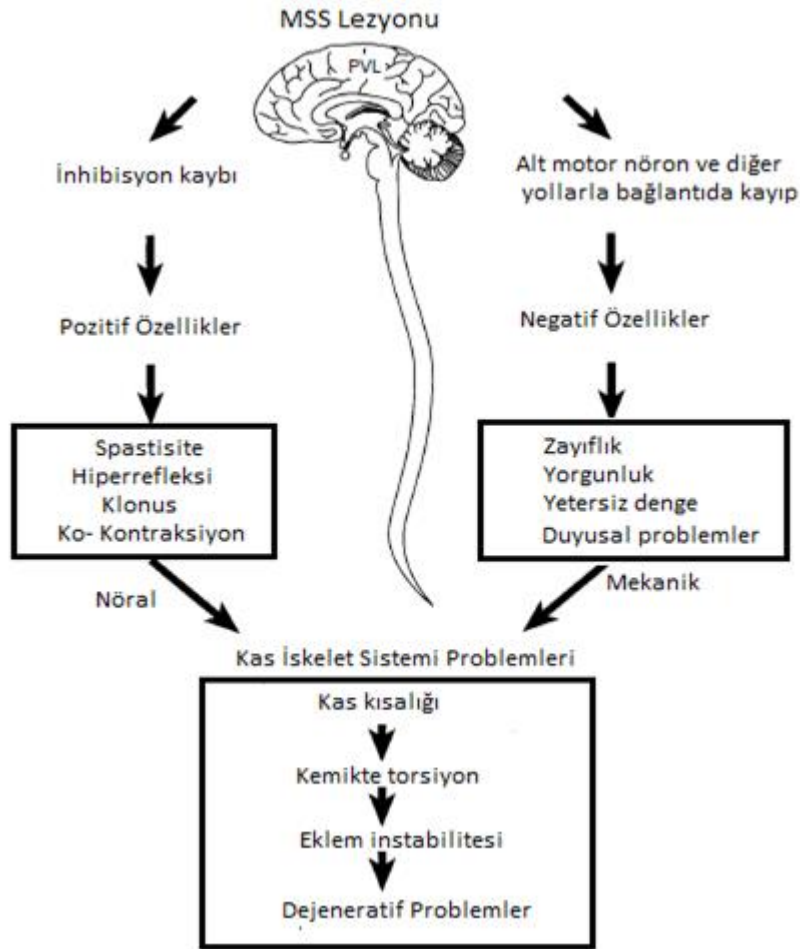 MSS Lezyonu
PVL
İnhibisyon kaybı
Alt motor nöron ve diğer
yollarla bağlantıda kayıp
Pozitif Özellikler
Negatif Özellikler
Spastisite
Hiperrefleksi
Klonus
Ko- Kontraksiyon
Zayıflık
Yorgunluk
Yetersiz denge
Duyusal problemler
Nöral
Mekanik
Kas İskelet Sistemi Problemleri
Kas kısalığı
Kemikte torsiyon
Eklem instabilitesi
Dejeneratif Problemler